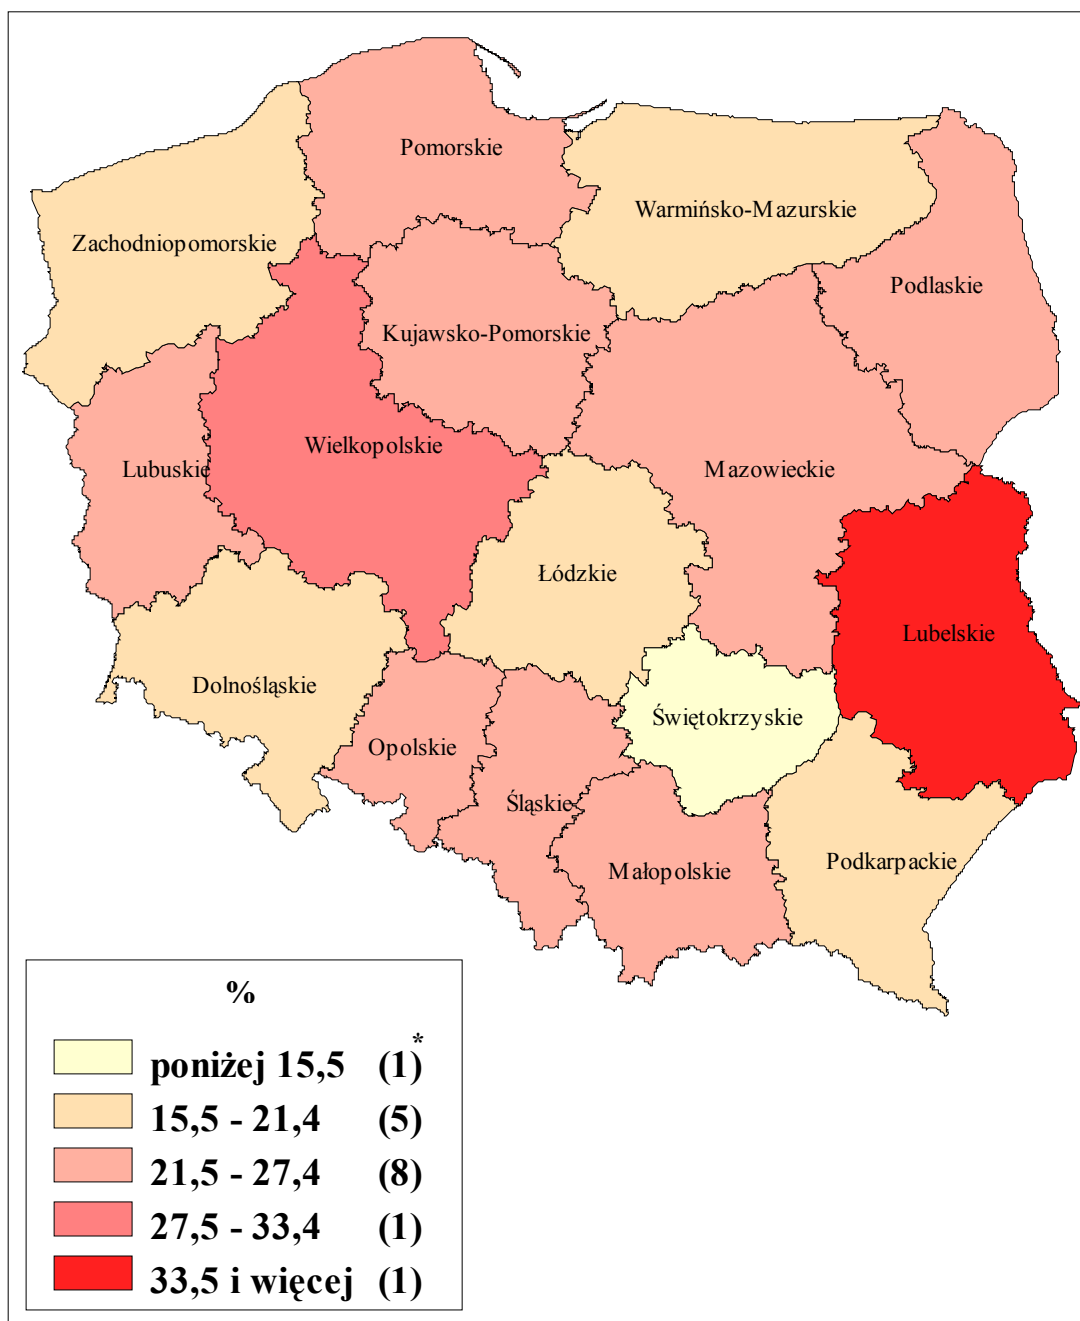 Pomorskie
Warmińsko-Mazurskie
Zachodniopomorskie
Podlaskie
Kujawsko-Pomorskie
Wielkopolskie
Lubuskie
Mazowieckie
Łódzkie
Lubelskie
Dolnośląskie
Świętokrzyskie
Opolskie
Śląskie
Podkarpackie
Małopolskie
%
poniżej 15,5 (1)*
15,5 - 21,4 (5)
21,5 - 27,4 (8)
27,5 - 33,4 (1)
33,5 i więcej (1)